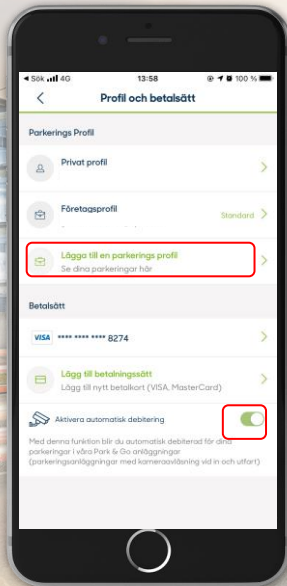 Sök 4G 13:58 100 %
Profil och betalsätt
Parkerings Profil
Privat profil
Företagsprofil
Standard
Lägga till en parkerings profil
Se dina parkeringar här
Betalsätt
VISA **** **** **** 8274
Lägg till betalningssätt
Lägg till nytt betalkort (VISA, MasterCard)
Aktivera automatisk debitering
Med denna funktion blir du automatisk debiterad för dina
parkeringar i våra Park & Go anläggningar
(parkeringsanläggningar med kameraavläsning vid in och utfart)